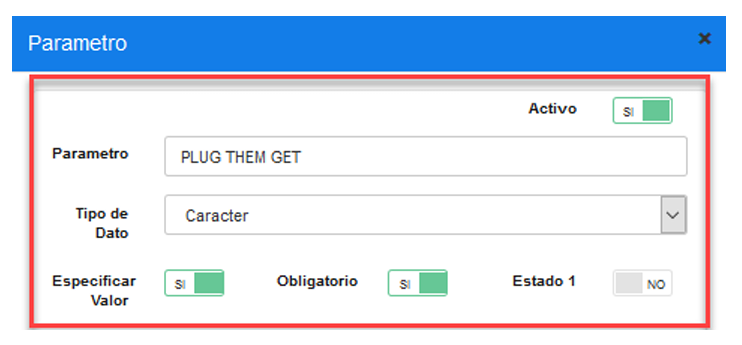 Parametro
Activo SI
Parametro PLUG THEM GET
Tipo de Dato Caracter
Especificar Valor SI Obligatorio SI Estado 1 NO